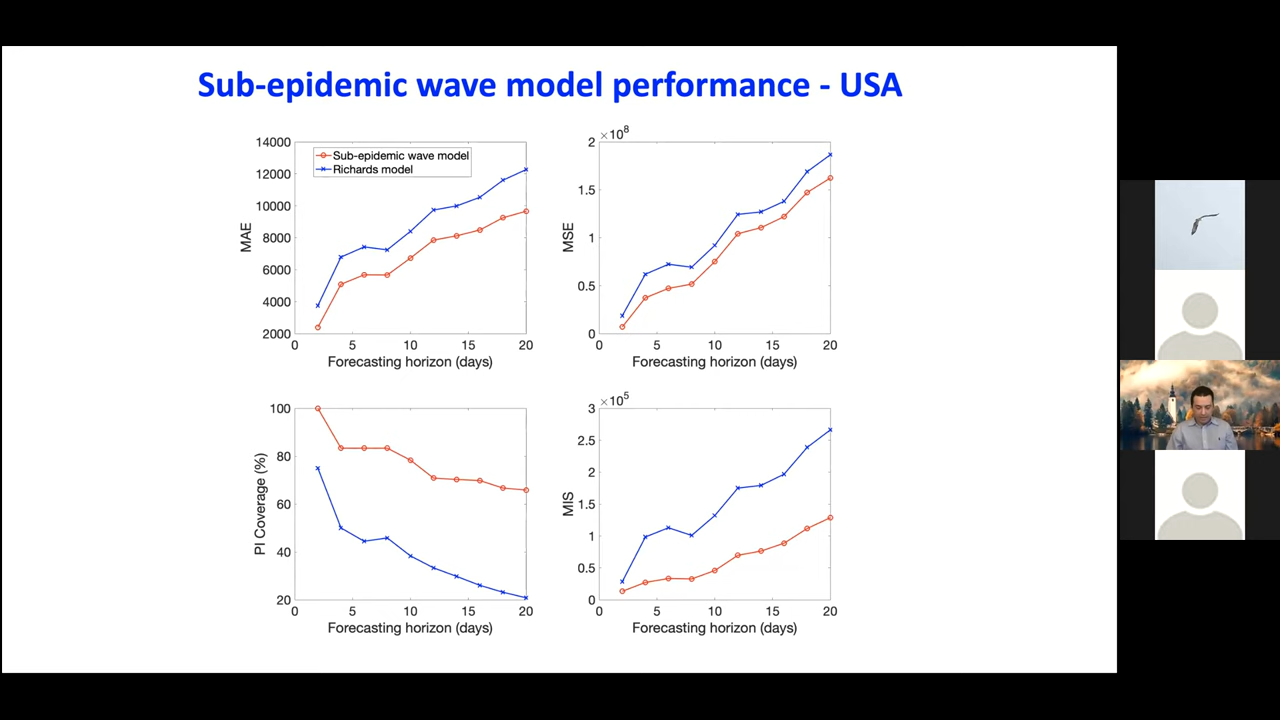 Sub-epidemic wave model performance - USA
14000
12000
10000
8000
6000
4000
2000
MAE
Sub-epidemic wave model
Richards model
0 5 10 15 20
Forecasting horizon (days)
×10^8
2
1.5
1
0.5
0
MSE
0 5 10 15 20
Forecasting horizon (days)
100
80
60
40
20
PI Coverage (%)
0 5 10 15 20
Forecasting horizon (days)
×10^5
3
2.5
2
1.5
1
0.5
0
MIS
0 5 10 15 20
Forecasting horizon (days)